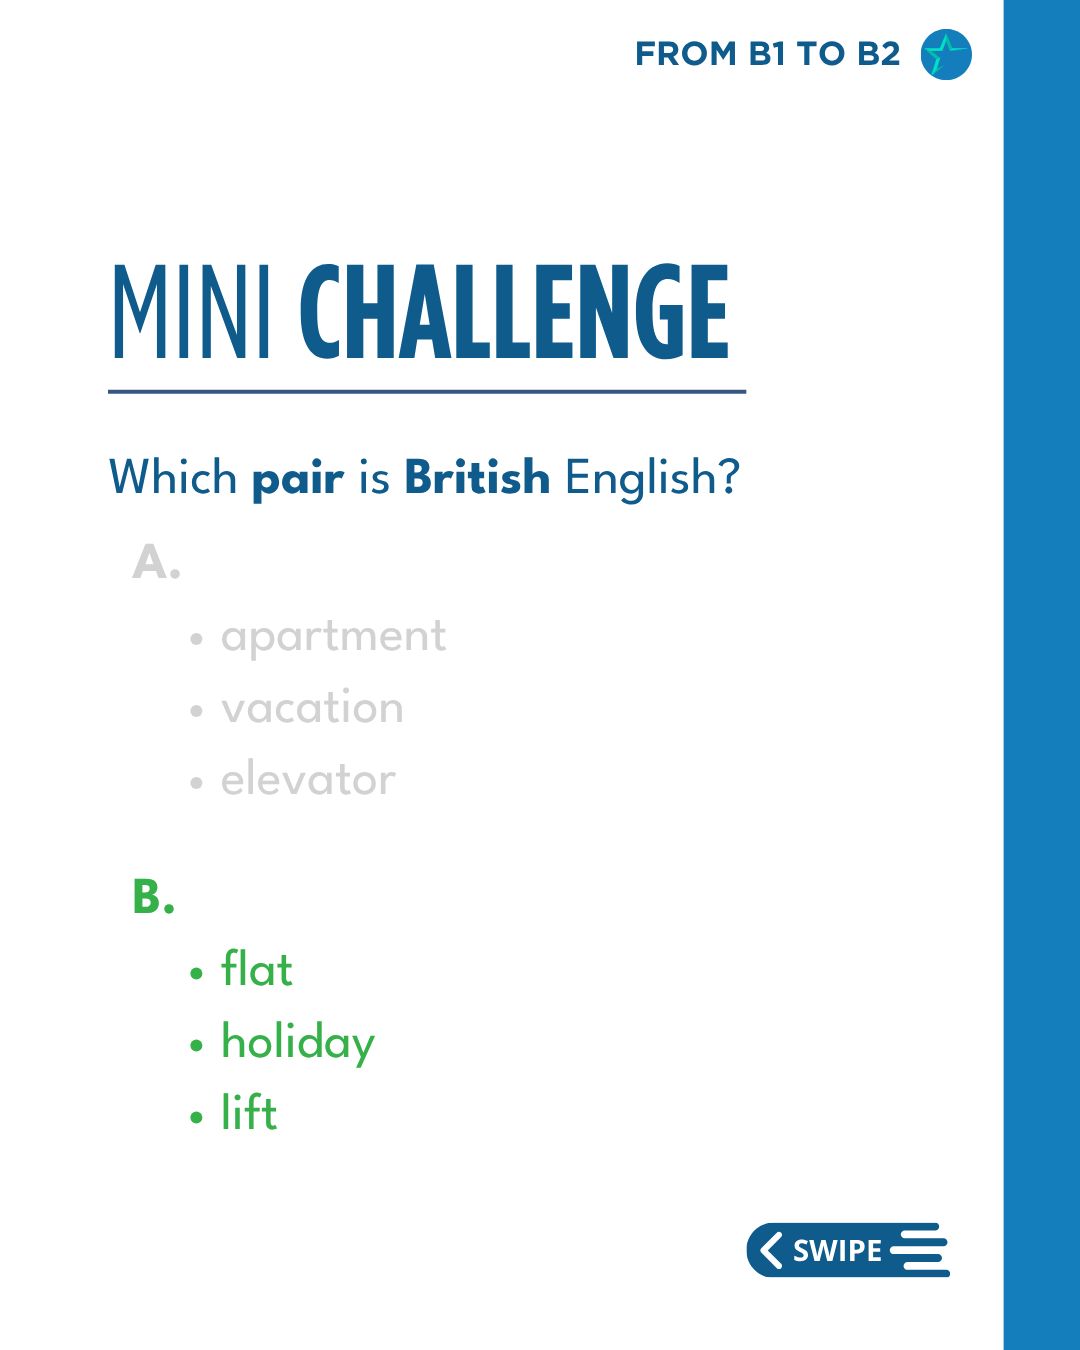 FROM B1 TO B2
MINI CHALLENGE
Which pair is British English?
A.
• apartment
• vacation
• elevator
B.
• flat
• holiday
• lift
SWIPE